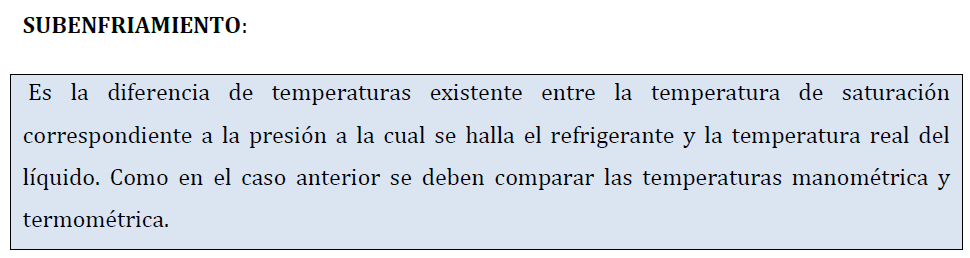 SUBENFRIAMIENTO:
Es la diferencia de temperaturas existente entre la temperatura de saturación
correspondiente a la presión a la cual se halla el refrigerante y la temperatura real del
líquido. Como en el caso anterior se deben comparar las temperaturas manométrica y
termométrica.